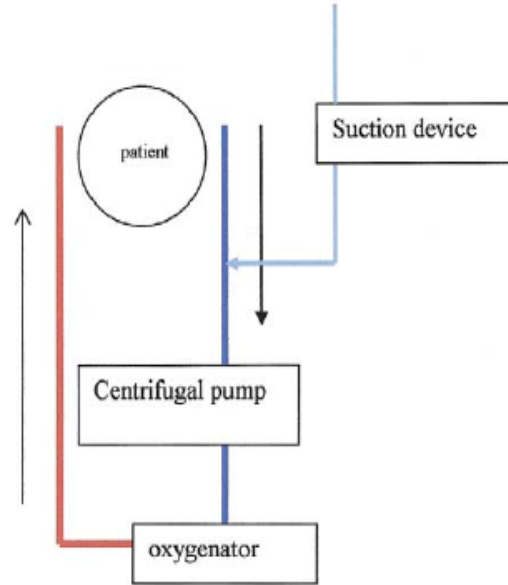 Suction device
patient
Centrifugal pump
oxygenator